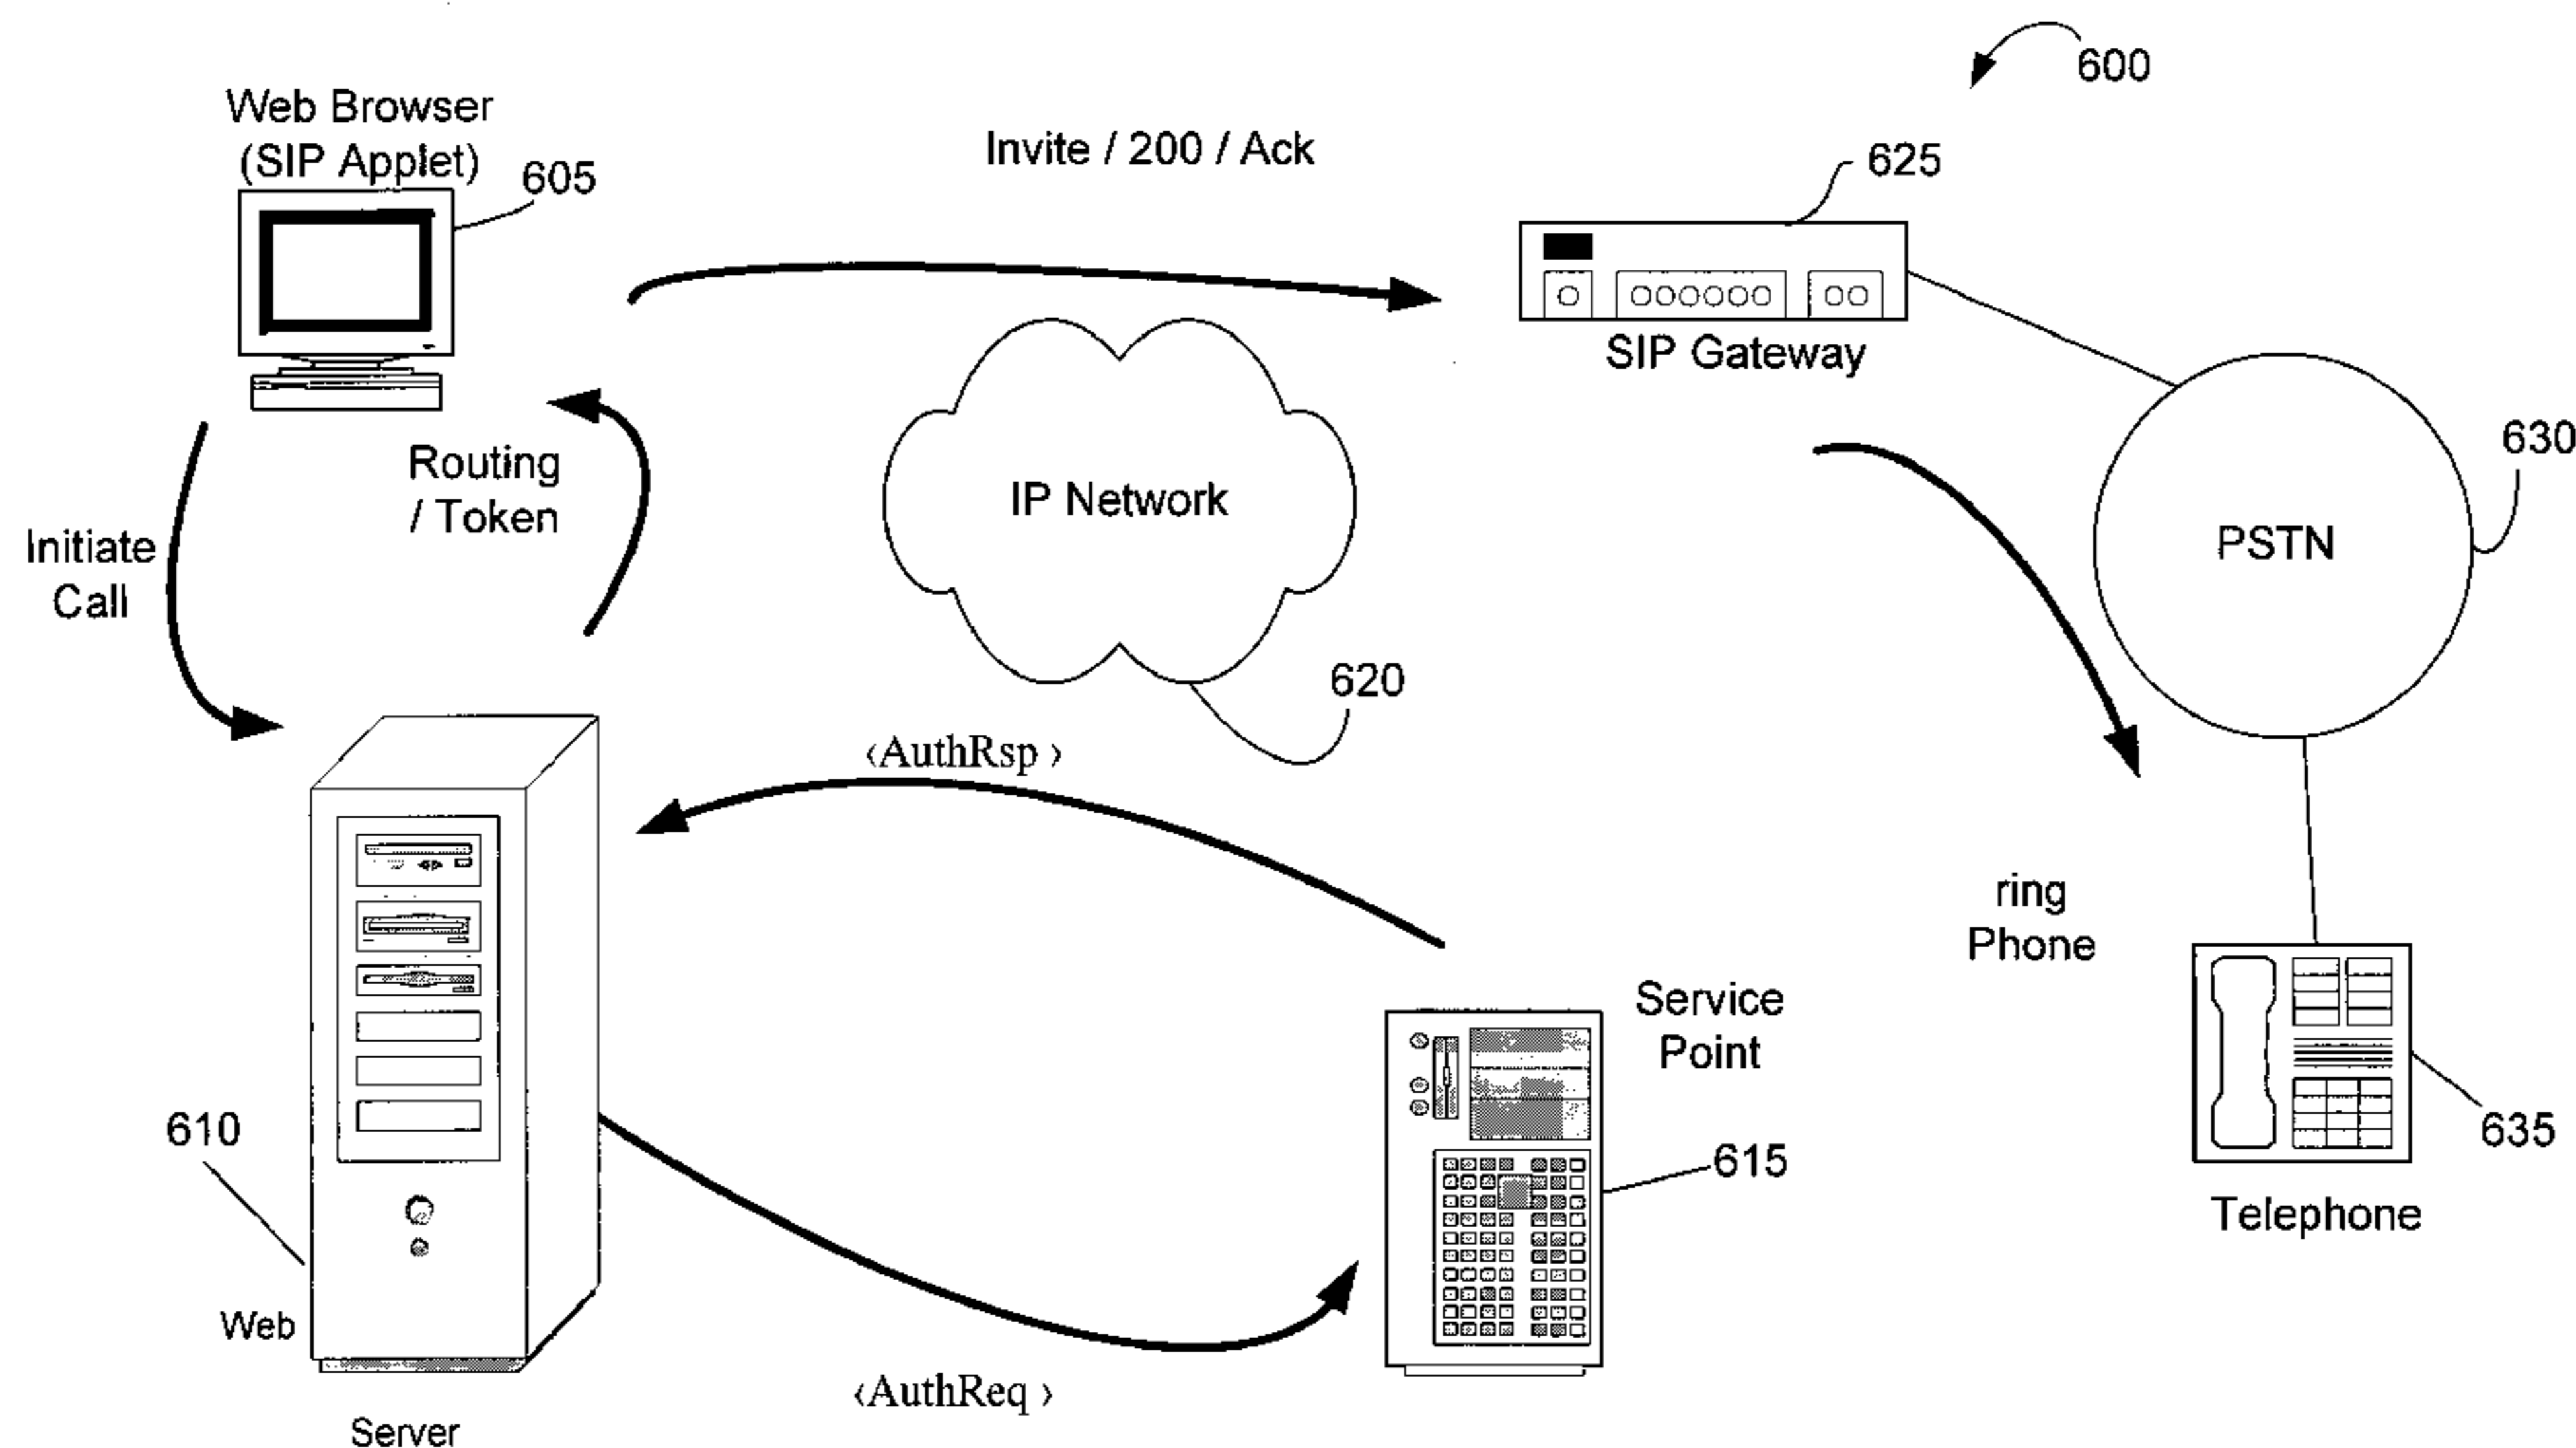 600
Web Browser
(SIP Applet)
605
Invite / 200 / Ack
625
SIP Gateway
Routing
/ Token
Initiate
Call
IP Network
630
PSTN
620
‹AuthRsp ›
ring
Phone
Service
Point
610
615
635
Telephone
Web
‹AuthReq ›
Server